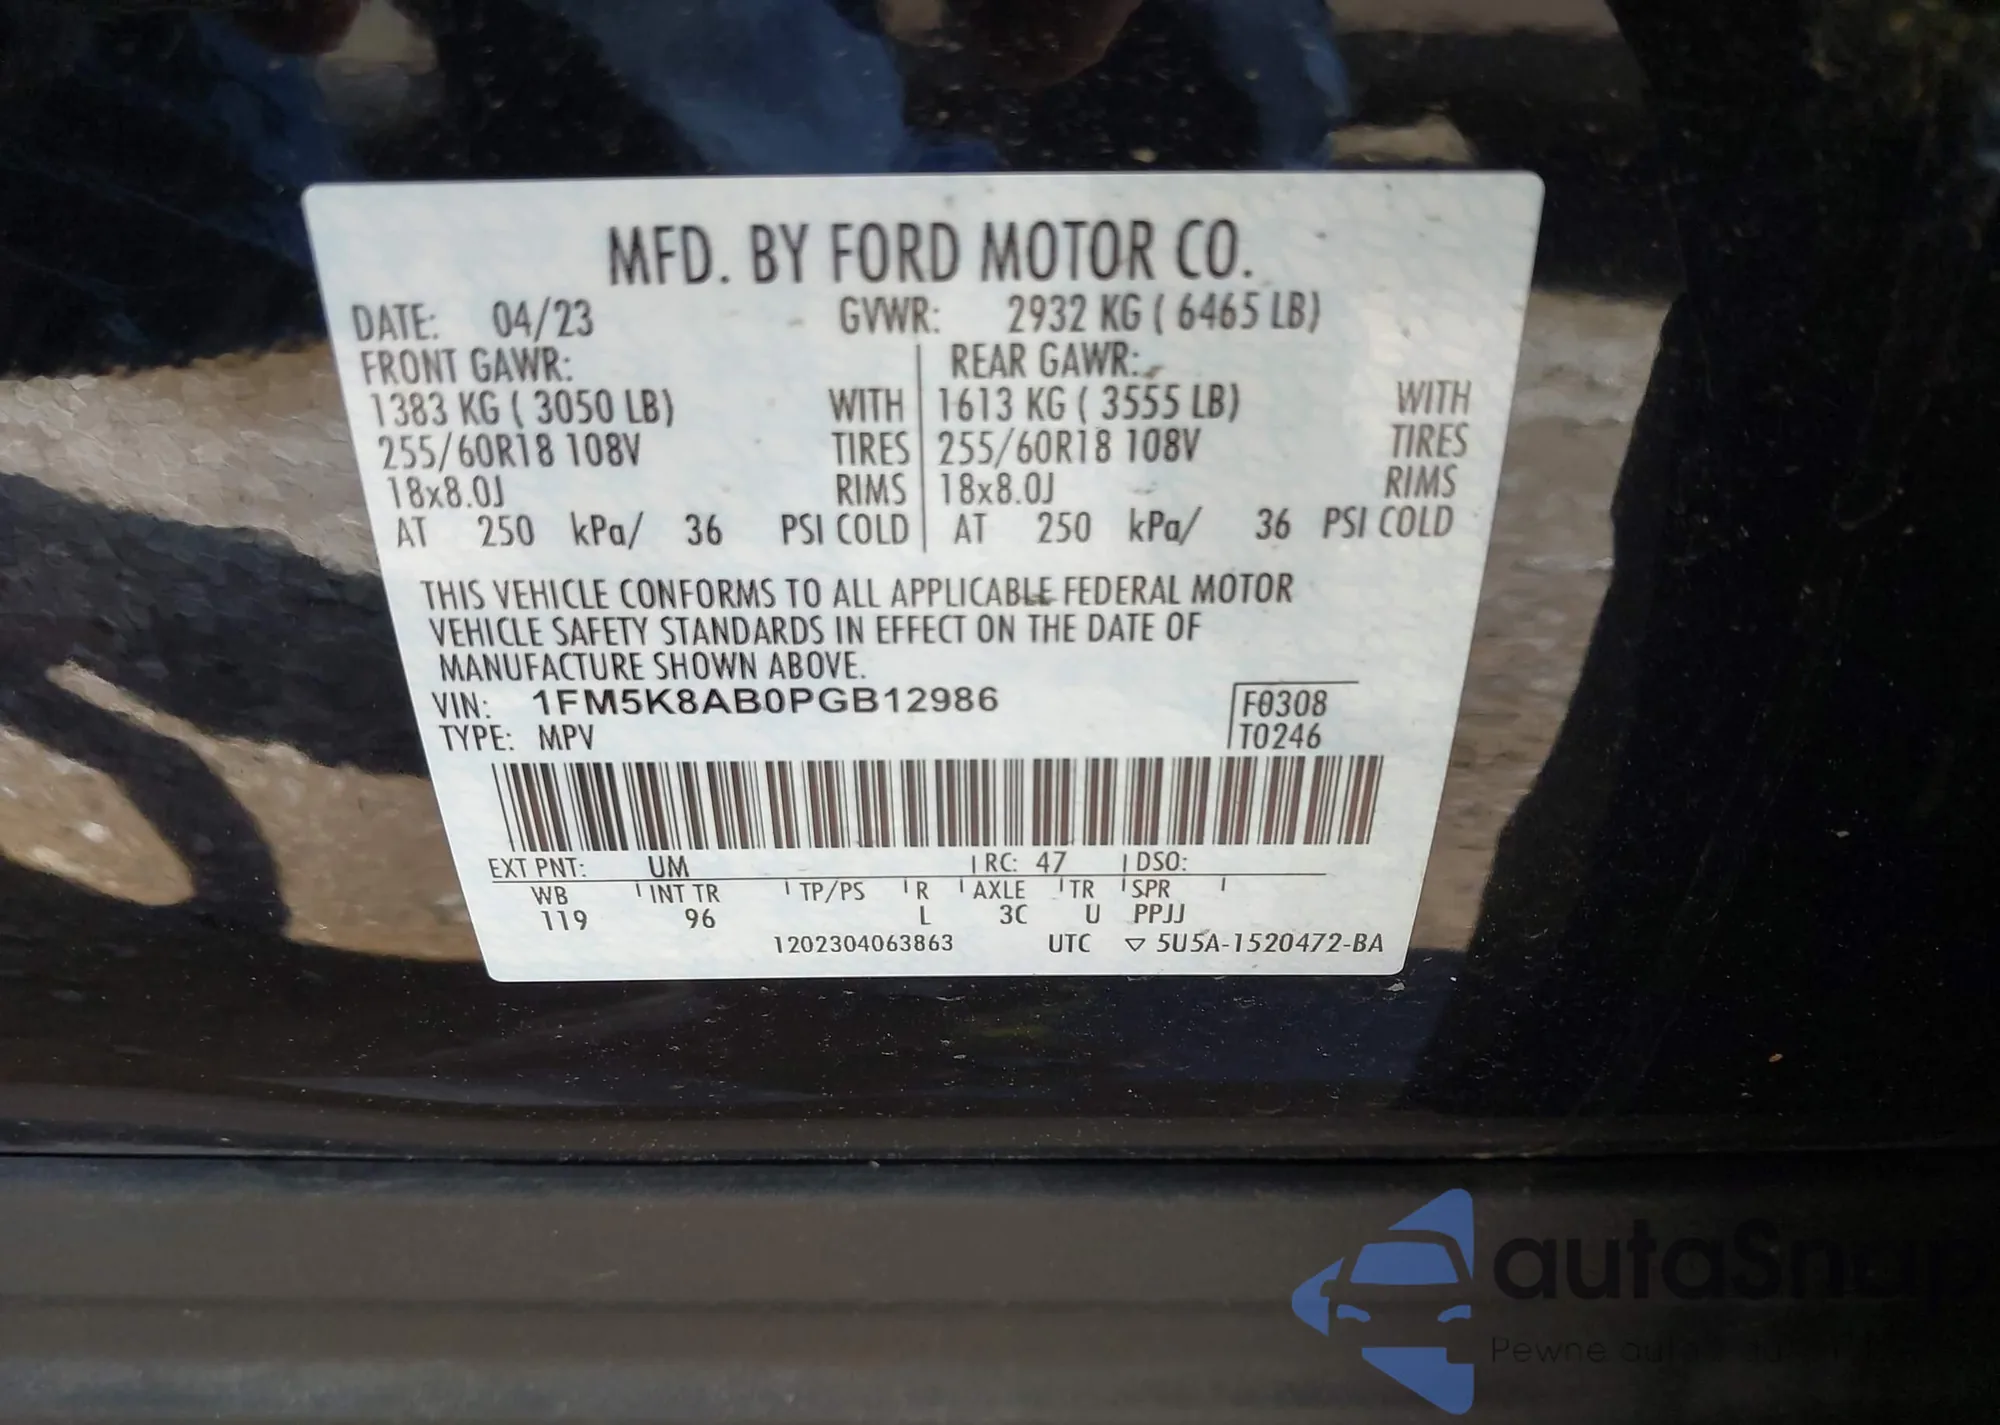 MFD. BY FORD MOTOR CO.
DATE: 04/23 GVWR: 2932 KG ( 6465 LB)
FRONT GAWR: REAR GAWR:
1383 KG ( 3050 LB) WITH 1613 KG ( 3555 LB) WITH
255/60R18 108V TIRES 255/60R18 108V TIRES
18x8.0J RIMS 18x8.0J RIMS
AT 250 kPa/ 36 PSI COLD AT 250 kPa/ 36 PSI COLD
THIS VEHICLE CONFORMS TO ALL APPLICABLE FEDERAL MOTOR
VEHICLE SAFETY STANDARDS IN EFFECT ON THE DATE OF
MANUFACTURE SHOWN ABOVE.
VIN: 1FM5K8AB0PGB12986 F0308
TYPE: MPV T0246
EXT PNT: UM RC: 47 DSO:
WB INT TR TP/PS R AXLE TR SPR
119 96 L 3C U PPJJ
1202304063863 UTC ▽ 5U5A-1520472-BA
autaSnap
Pewne auta